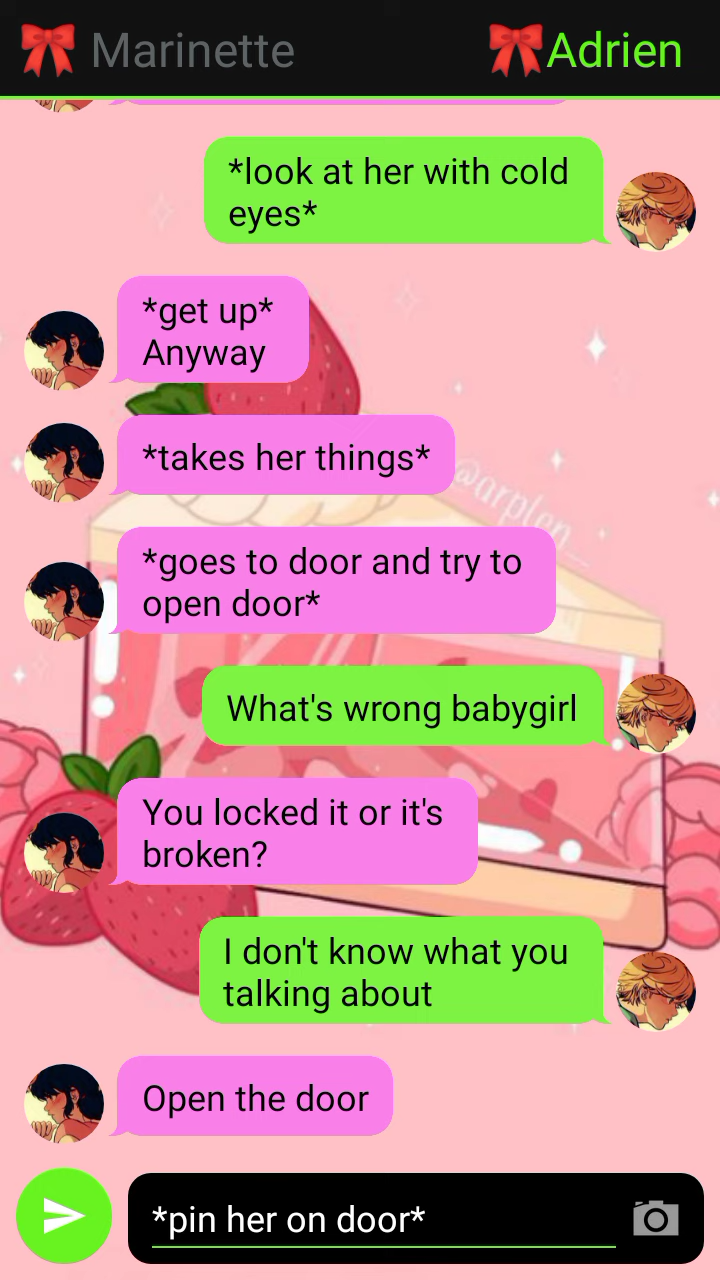 Marinette
Adrien
*look at her with cold
eyes*
*get up*
Anyway
*takes her things*
@arplen_
*goes to door and try to
open door*
What's wrong babygirl
You locked it or it's
broken?
I don't know what you
talking about
Open the door
*pin her on door*